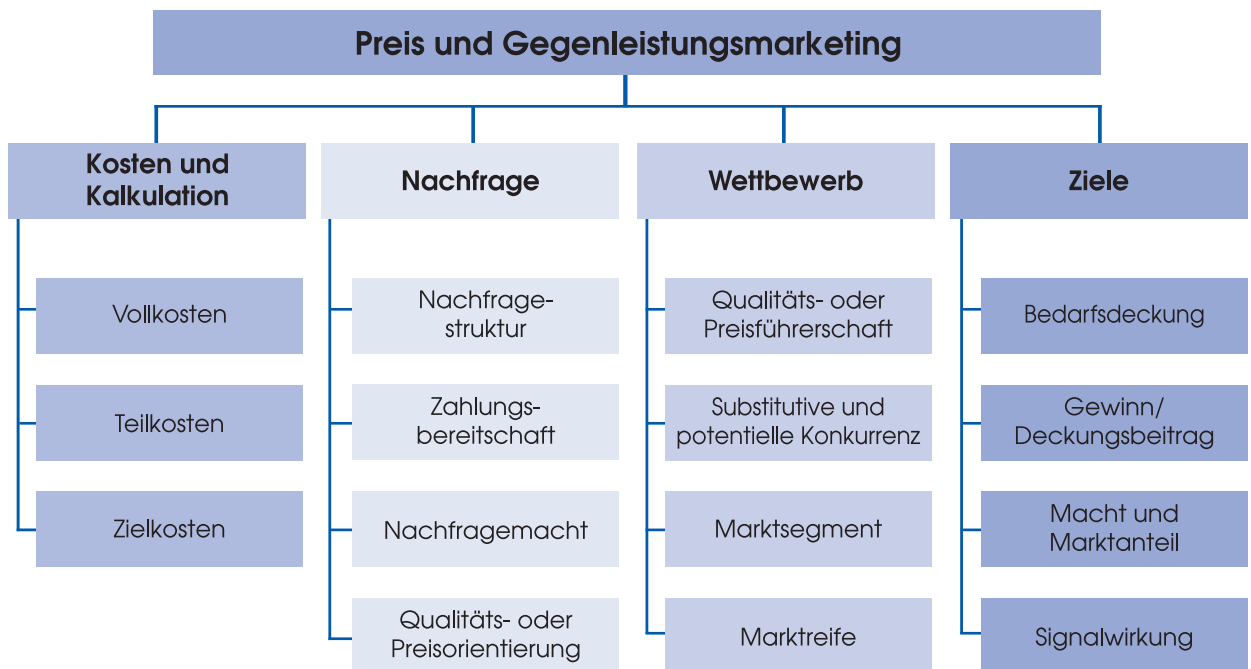 Preis und Gegenleistungsmarketing
Kosten und
Kalkulation
Vollkosten
Teilkosten
Zielkosten
Nachfrage
Nachfrage-
struktur
Zahlungs-
bereitschaft
Nachfragemacht
Qualitäts- oder
Preisorientierung
Wettbewerb
Qualitäts- oder
Preisführerschaft
Substitutive und
potentielle Konkurrenz
Marktsegment
Marktreife
Ziele
Bedarfsdeckung
Gewinn/
Deckungsbeitrag
Macht und
Marktanteil
Signalwirkung